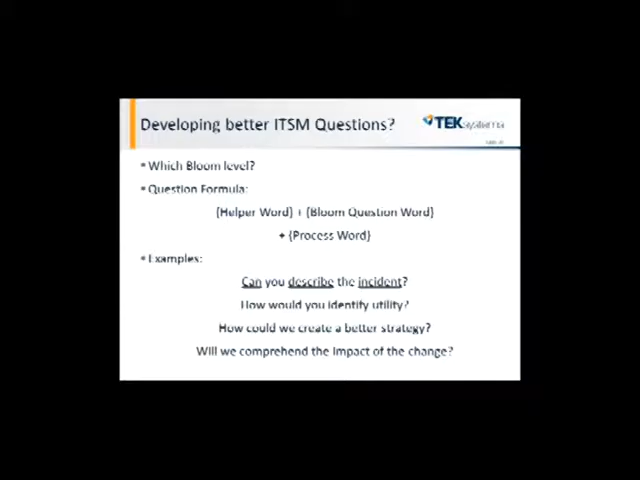 Developing better ITSM Questions?
TEKsystems
• Which Bloom level?
• Question Formula:
{Helper Word} + {Bloom Question Word}
+ {Process Word}
• Examples:
Can you describe the incident?
How would you identify utility?
How could we create a better strategy?
Will we comprehend the impact of the change?